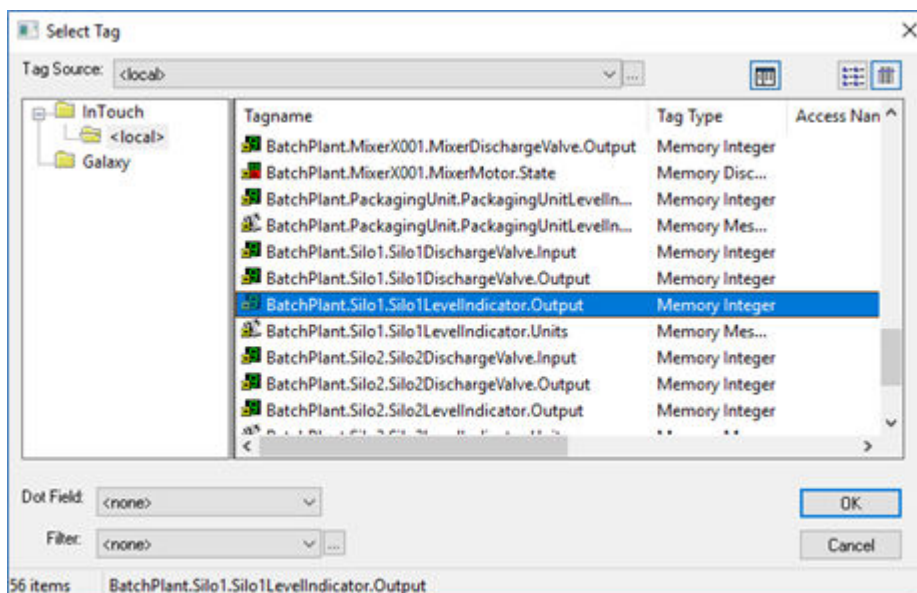 Select Tag
Tag Source: <local> ...
InTouch
<local>
Galaxy
Tagname Tag Type Access Nan
BatchPlant.MixerX001.MixerDischargeValve.Output Memory Integer
BatchPlant.MixerX001.MixerMotor.State Memory Disc...
BatchPlant.PackagingUnit.PackagingUnitLevelIn... Memory Integer
BatchPlant.PackagingUnit.PackagingUnitLevelIn... Memory Mes...
BatchPlant.Silo1.Silo1DischargeValve.Input Memory Integer
BatchPlant.Silo1.Silo1DischargeValve.Output Memory Integer
BatchPlant.Silo1.Silo1LevelIndicator.Output Memory Integer
BatchPlant.Silo1.Silo1LevelIndicator.Units Memory Mes...
BatchPlant.Silo2.Silo2DischargeValve.Input Memory Integer
BatchPlant.Silo2.Silo2DischargeValve.Output Memory Integer
BatchPlant.Silo2.Silo2LevelIndicator.Output Memory Integer
Dot Field: <none> OK
Filter: <none> ... Cancel
56 items BatchPlant.Silo1.Silo1LevelIndicator.Output